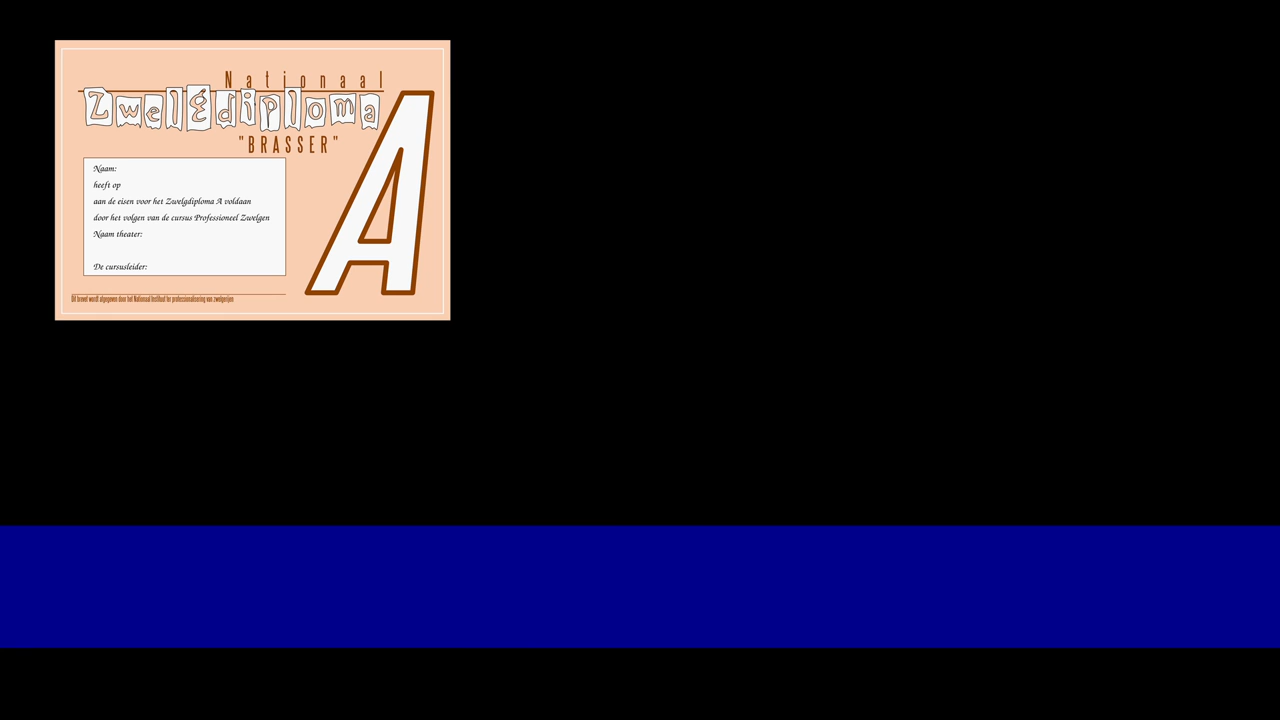 Nationaal
Zwelgdiploma
"BRASSER"
A
Naam:
heeft op
aan de eisen voor het Zwelgdiploma A voldaan
door het volgen van de cursus Professioneel Zwelgen
Naam theater:
De cursusleider:
Dit brevet wordt uitgegeven door het Nationaal Instituut ter professionalisering van zwelgerijen